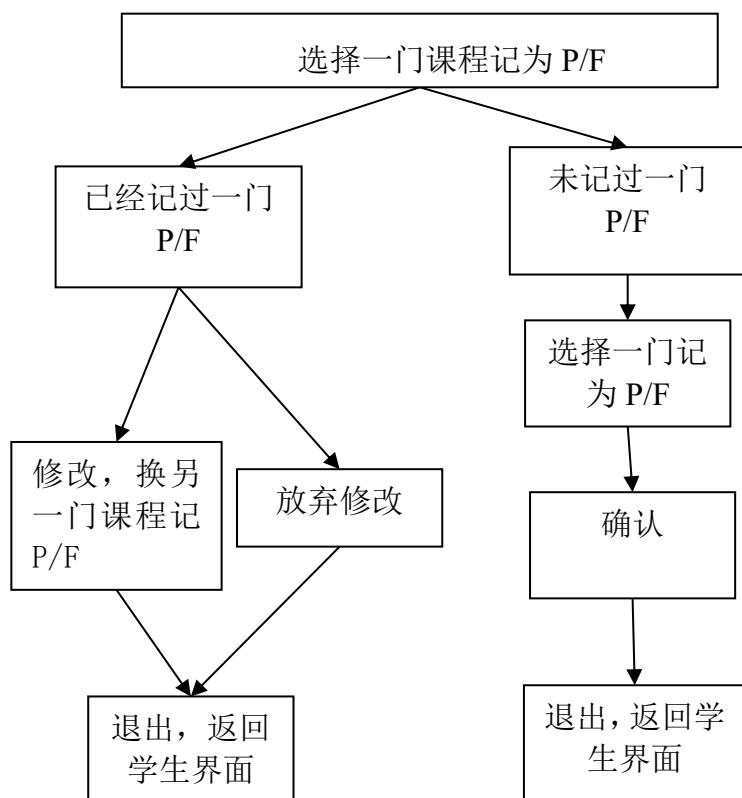 选择一门课程记为 P/F
已经记过一门
P/F
未记过一门
P/F
选择一门记
为 P/F
修改，换另
一门课程记
P/F
放弃修改
确认
退出，返回
学生界面
退出，返回学
生界面